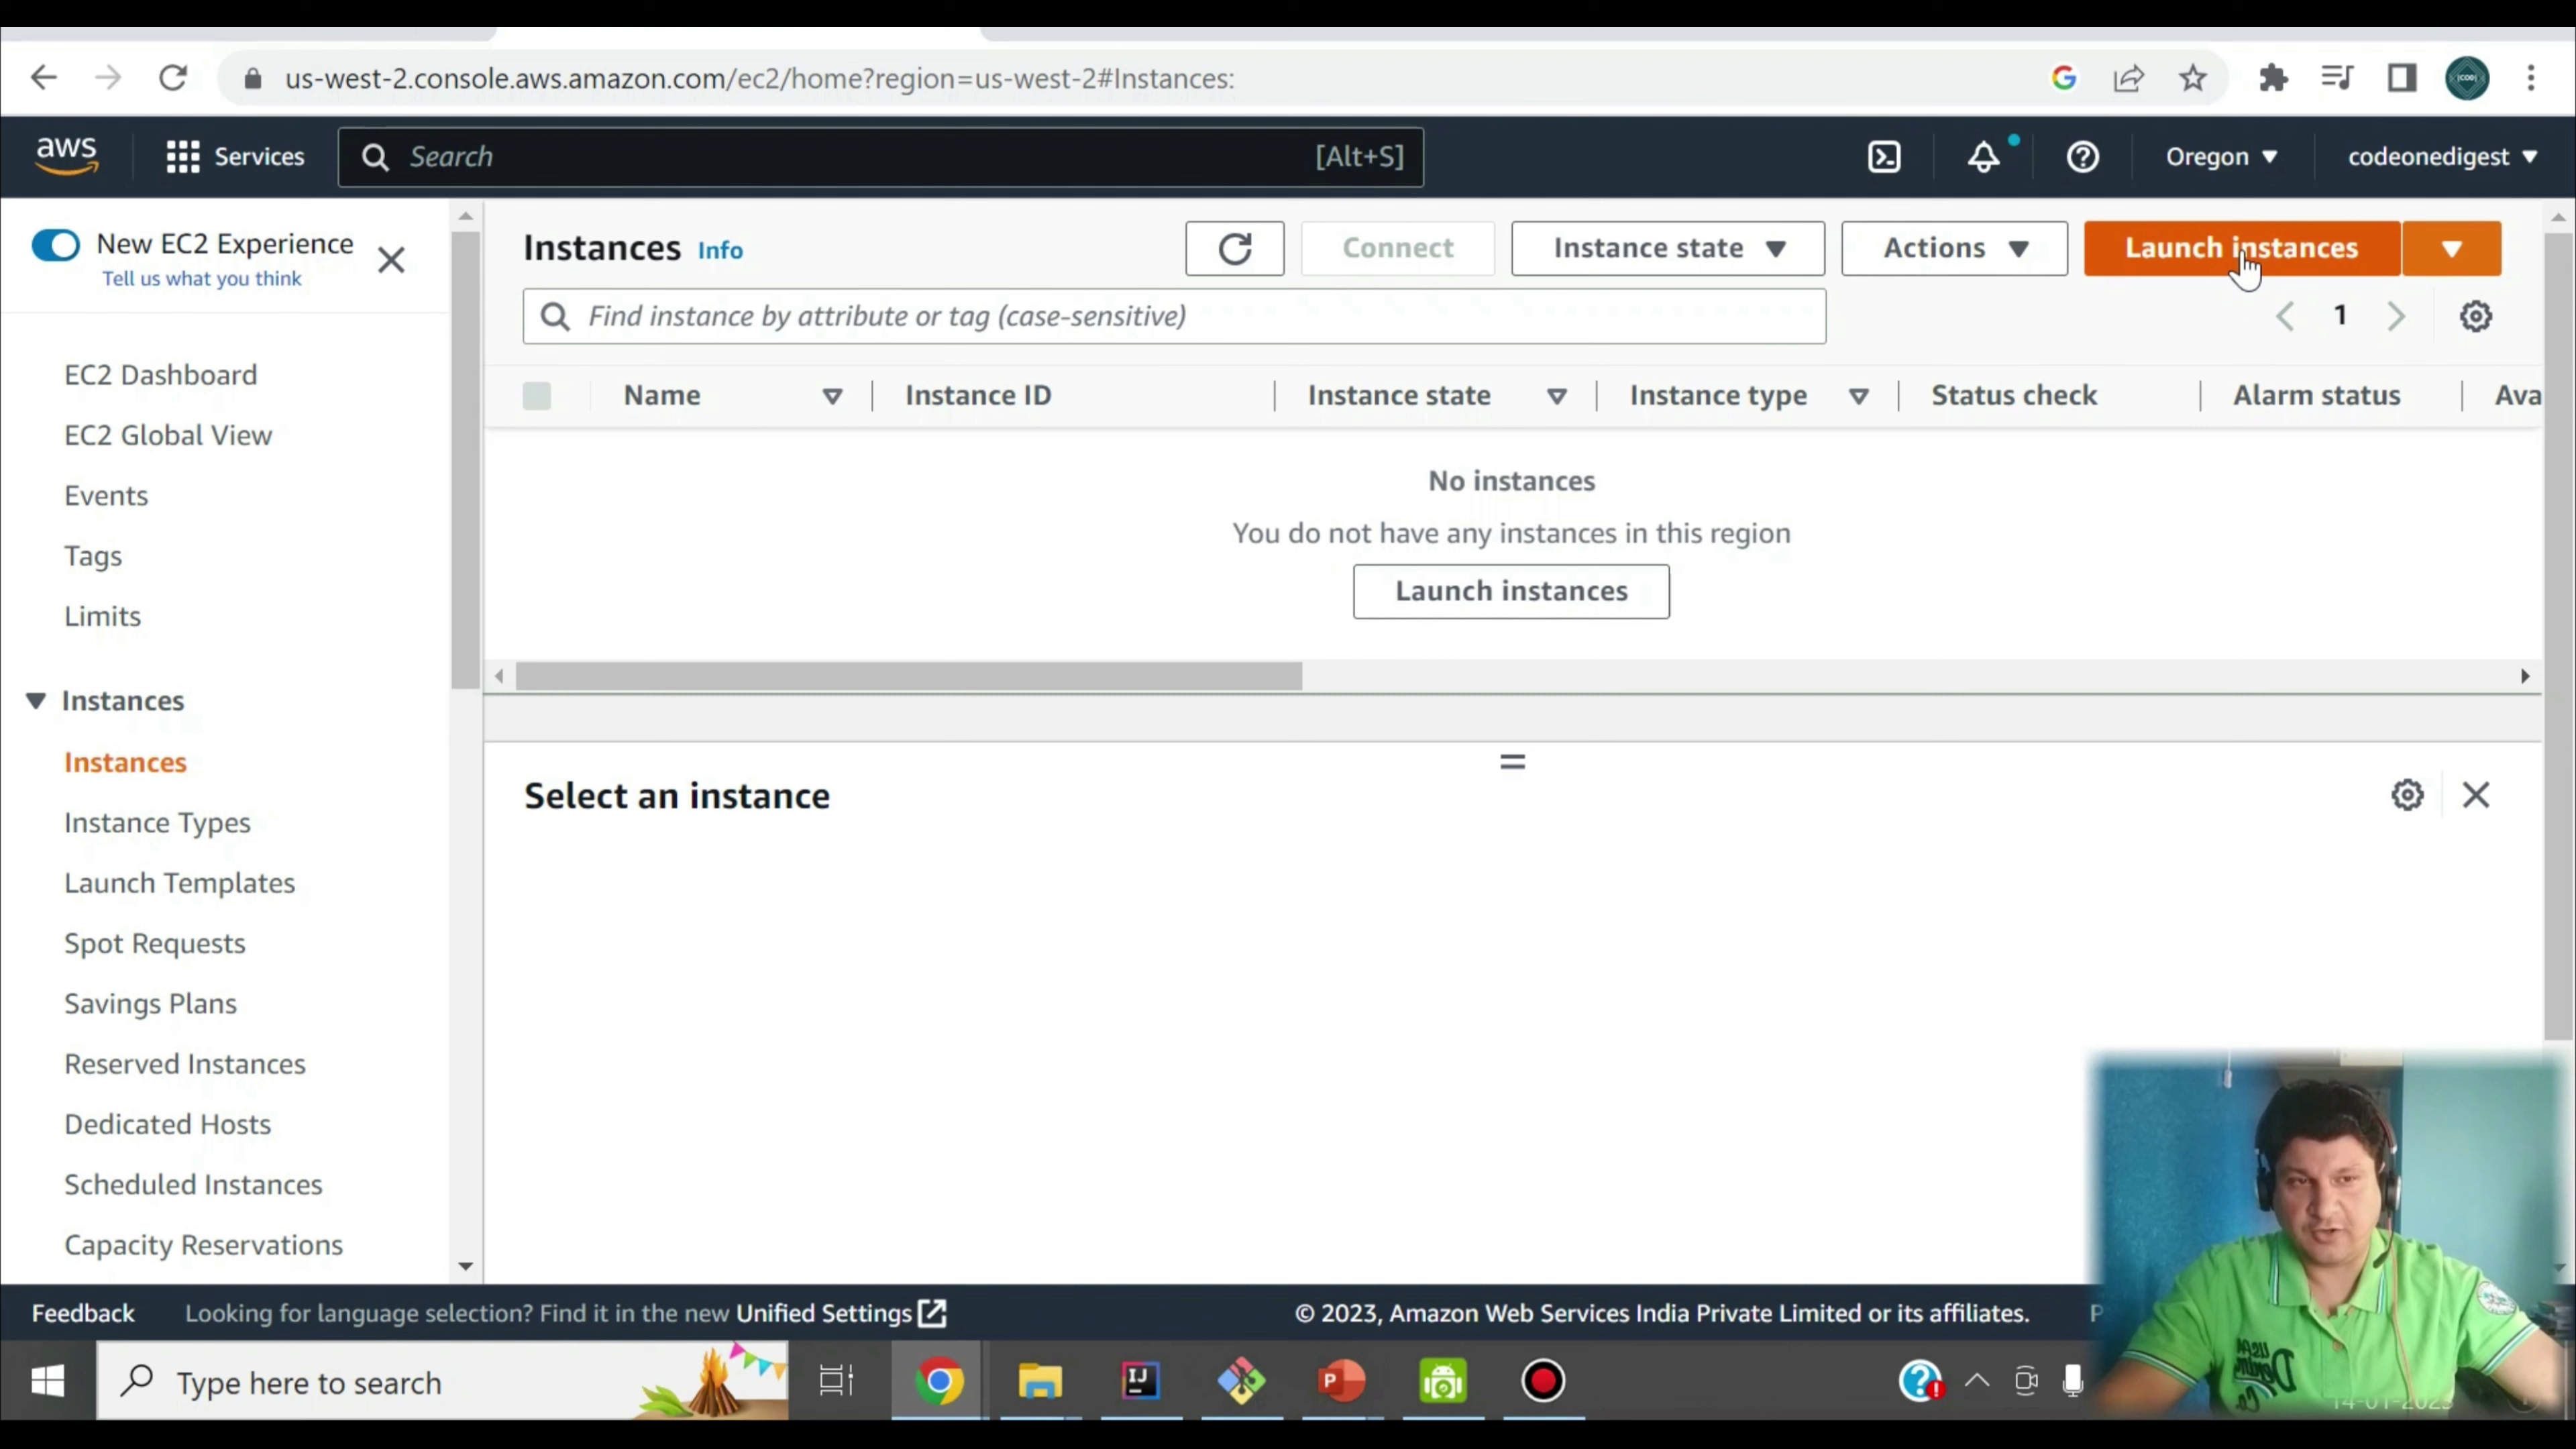 us-west-2.console.aws.amazon.com/ec2/home?region=us-west-2#Instances:
aws
Services
Search
[Alt+S]
Oregon
codeonedigest
New EC2 Experience
Tell us what you think
EC2 Dashboard
EC2 Global View
Events
Tags
Limits
Instances
Instances
Instance Types
Launch Templates
Spot Requests
Savings Plans
Reserved Instances
Dedicated Hosts
Scheduled Instances
Capacity Reservations
Instances Info
Connect
Instance state
Actions
Launch instances
Find instance by attribute or tag (case-sensitive)
1
Name
Instance ID
Instance state
Instance type
Status check
Alarm status
Ava
No instances
You do not have any instances in this region
Launch instances
Select an instance
Feedback
Looking for language selection? Find it in the new Unified Settings
© 2023, Amazon Web Services India Private Limited or its affiliates.
P
Type here to search
IJ
P
14-01-2023